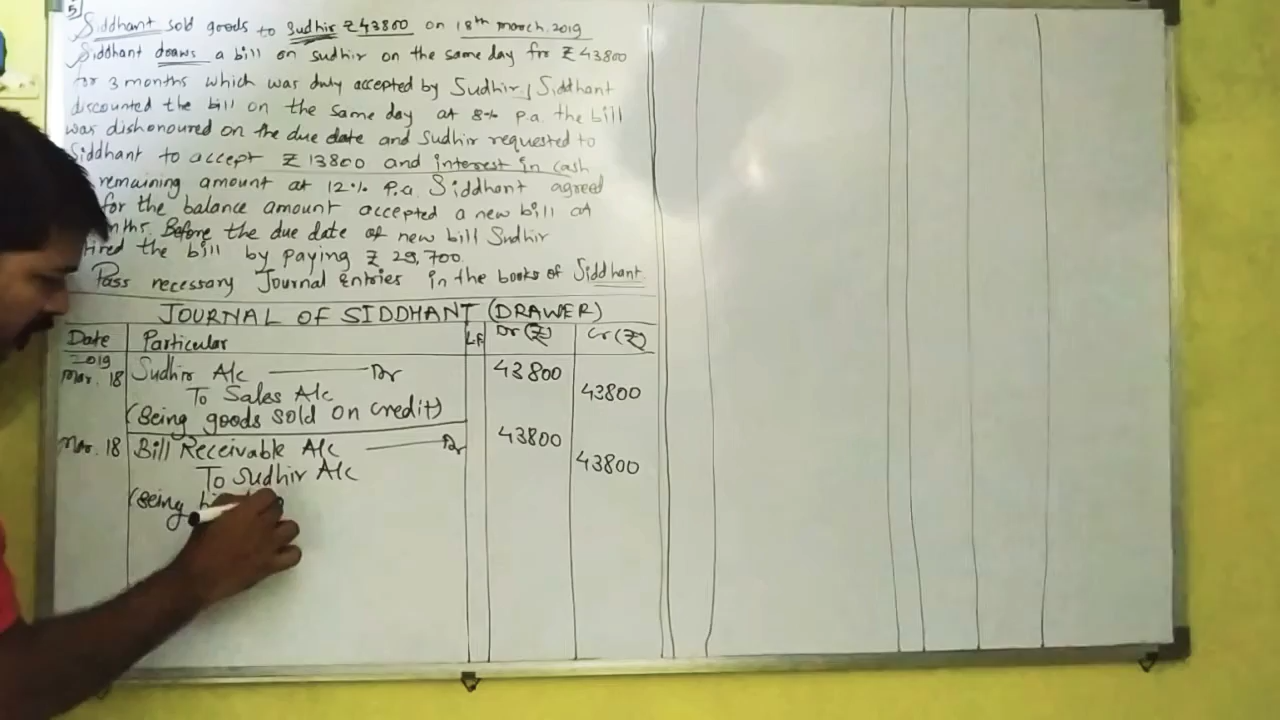 5]
Siddhant sold goods to Sudhir ₹43800 on 18th march.2019
Siddhant draws a bill on sudhir on the same day for ₹43800
for 3 months which was duly accepted by Sudhir, Siddhant
discounted the bill on the same day at 8% p.a. the bill
was dishonoured on the due date and Sudhir requested to
Siddhant to accept ₹13800 and interest in cash
remaining amount at 12% p.a. Siddhant agreed
for the balance amount accepted a new bill at
Before the due date of new bill Sudhir
the bill by paying ₹ 29,700.
Pass necessary Journal Entries in the books of Siddhant.
JOURNAL OF SIDDHANT (DRAWER)
Date Particular LF Dr (₹) Cr (₹)
2019
Mar. 18 Sudhir A/c Dr 43800
To Sales A/c 43800
(Being goods sold on credit)
Mar. 18 Bill Receivable A/c Dr 43800
To Sudhir A/c 43800
(Being